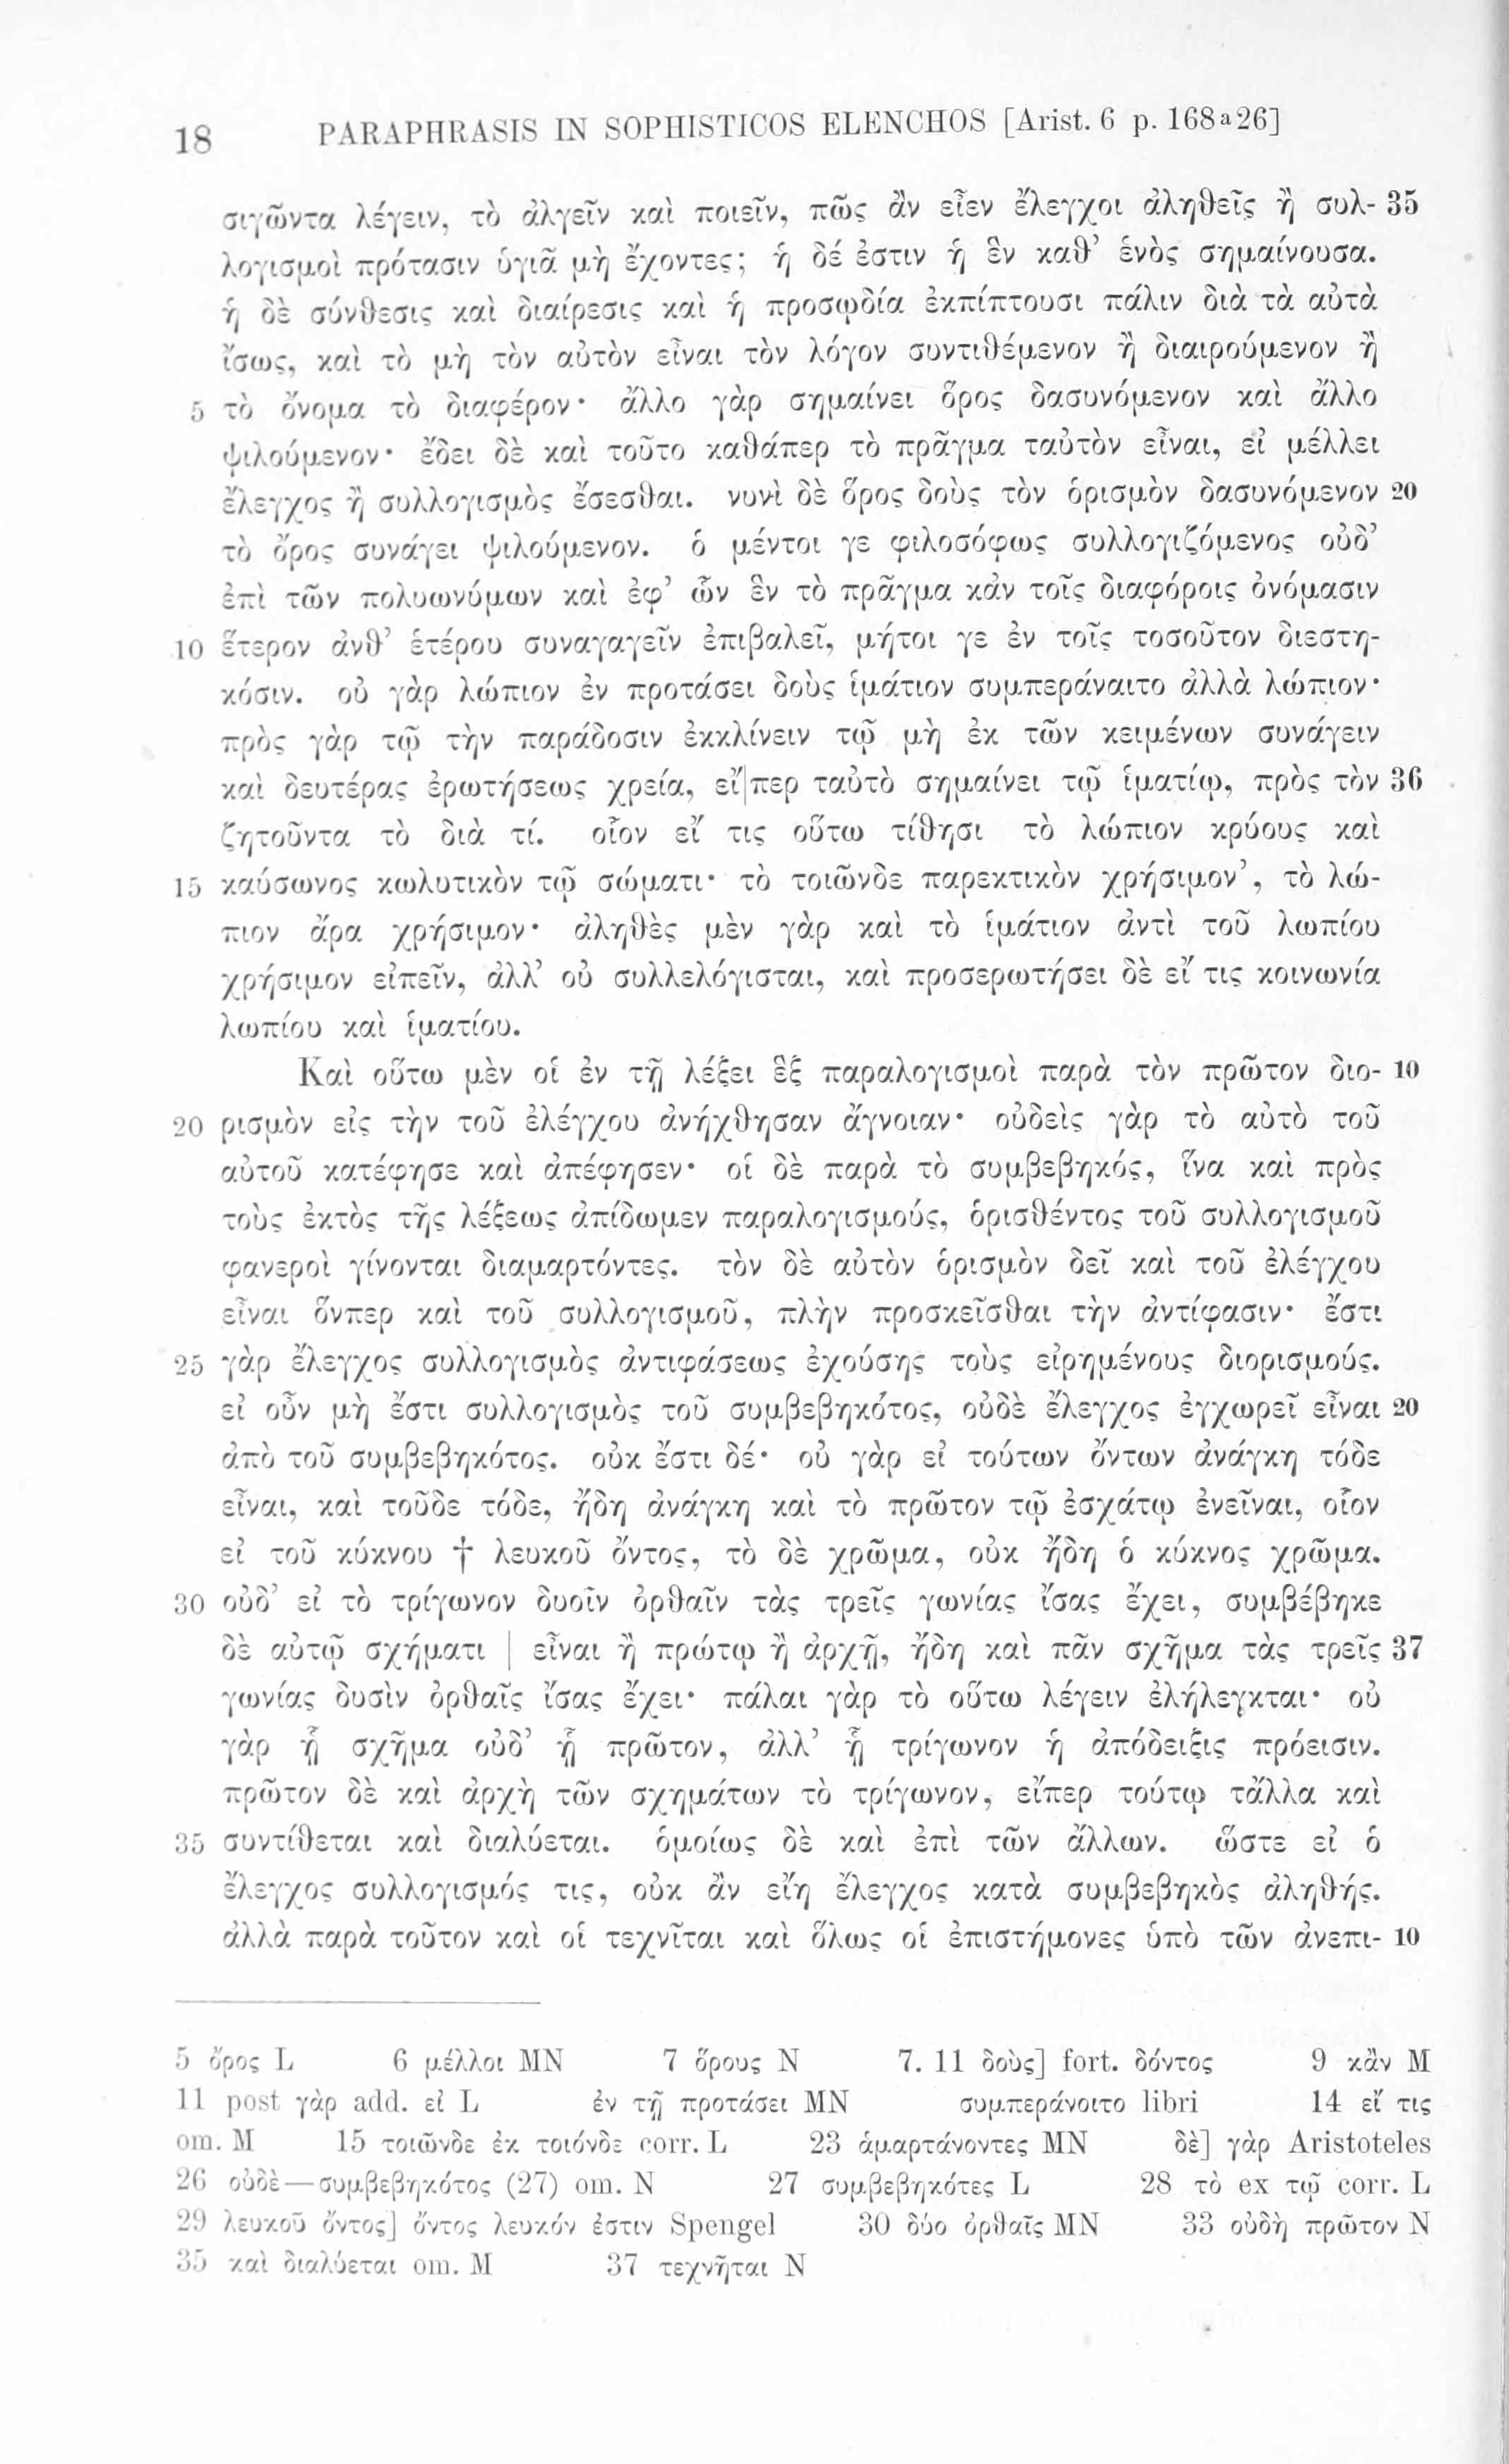 18 PARAPHRASIS IN SOPHISTICOS ELENCHOS [Arist. 6 p. 168a26]
σιγῶντα λέγειν, τὸ ἀλγεῖν καὶ ποιεῖν, πῶς ἂν εἶεν ἔλεγχοι ἀληθεῖς ἢ συλ- 35
λογισμοὶ πρότασιν ὑγιᾶ μὴ ἔχοντες; ἡ δέ ἐστιν ἡ ἓν καθ’ ἑνὸς σημαίνουσα.
ἡ δὲ σύνθεσις καὶ διαίρεσις καὶ ἡ προσῳδία ἐκπίπτουσι πάλιν διὰ τὰ αὐτὰ
ἴσως, καὶ τὸ μὴ τὸν αὐτὸν εἶναι τὸν λόγον συντιθέμενον ἢ διαιρούμενον ἢ
5 τὸ ὄνομα τὸ διαφέρον· ἄλλο γὰρ σημαίνει ὅρος δασυνόμενον καὶ ἄλλο
ψιλούμενον· ἔδει δὲ καὶ τοῦτο καθάπερ τὸ πρᾶγμα ταὐτὸν εἶναι, εἰ μέλλει
ἔλεγχος ἢ συλλογισμὸς ἔσεσθαι. νυνὶ δὲ ὅρος δοὺς τὸν ὁρισμὸν δασυνόμενον 20
τὸ ὄρος συνάγει ψιλούμενον. ὁ μέντοι γε φιλοσόφως συλλογιζόμενος οὐδ’
ἐπὶ τῶν πολυωνύμων καὶ ἐφ’ ὧν ἓν τὸ πρᾶγμα κἀν τοῖς διαφόροις ὀνόμασιν
10 ἕτερον ἀνθ’ ἑτέρου συναγαγεῖν ἐπιβαλεῖ, μήτοι γε ἐν τοῖς τοσοῦτον διεστη-
κόσιν. οὐ γὰρ λώπιον ἐν προτάσει δοὺς ἱμάτιον συμπεράναιτο ἀλλὰ λώπιον·
πρὸς γὰρ τῷ τὴν παράδοσιν ἐκκλίνειν τῷ μὴ ἐκ τῶν κειμένων συνάγειν
καὶ δευτέρας ἐρωτήσεως χρεία, εἴ|περ ταὐτὸ σημαίνει τῷ ἱματίῳ, πρὸς τὸν 36
ζητοῦντα τὸ διὰ τί. οἷον εἴ τις οὕτω τίθησι τὸ λώπιον κρύους καὶ
15 καύσωνος κωλυτικὸν τῷ σώματι· τὸ τοιῶνδε παρεκτικὸν χρήσιμον’, τὸ λώ-
πιον ἄρα χρήσιμον· ἀληθὲς μὲν γὰρ καὶ τὸ ἱμάτιον ἀντὶ τοῦ λωπίου
χρήσιμον εἰπεῖν, ἀλλ’ οὐ συλλελόγισται, καὶ προσερωτήσει δὲ εἴ τις κοινωνία
λωπίου καὶ ἱματίου.
Καὶ οὕτω μὲν οἱ ἐν τῇ λέξει ἓξ παραλογισμοὶ παρὰ τὸν πρῶτον διο- 10
20 ρισμὸν εἰς τὴν τοῦ ἐλέγχου ἀνήχθησαν ἄγνοιαν· οὐδεὶς γὰρ τὸ αὐτὸ τοῦ
αὐτοῦ κατέφησε καὶ ἀπέφησεν· οἱ δὲ παρὰ τὸ συμβεβηκός, ἵνα καὶ πρὸς
τοὺς ἐκτὸς τῆς λέξεως ἀπίδωμεν παραλογισμούς, ὁρισθέντος τοῦ συλλογισμοῦ
φανεροὶ γίνονται διαμαρτόντες. τὸν δὲ αὐτὸν ὁρισμὸν δεῖ καὶ τοῦ ἐλέγχου
εἶναι ὅνπερ καὶ τοῦ συλλογισμοῦ, πλὴν προσκεῖσθαι τὴν ἀντίφασιν· ἔστι
25 γὰρ ἔλεγχος συλλογισμὸς ἀντιφάσεως ἐχούσης τοὺς εἰρημένους διορισμούς.
εἰ οὖν μὴ ἔστι συλλογισμὸς τοῦ συμβεβηκότος, οὐδὲ ἔλεγχος ἐγχωρεῖ εἶναι 20
ἀπὸ τοῦ συμβεβηκότος. οὐκ ἔστι δέ· οὐ γὰρ εἰ τούτων ὄντων ἀνάγκη τόδε
εἶναι, καὶ τοῦδε τόδε, ἤδη ἀνάγκη καὶ τὸ πρῶτον τῷ ἐσχάτῳ ἐνεῖναι, οἷον
εἰ τοῦ κύκνου † λευκοῦ ὄντος, τὸ δὲ χρῶμα, οὐκ ἤδη ὁ κύκνος χρῶμα.
30 οὐδ’ εἰ τὸ τρίγωνον δυοῖν ὀρθαῖν τὰς τρεῖς γωνίας ἴσας ἔχει, συμβέβηκε
δὲ αὐτῷ σχήματι | εἶναι ἢ πρώτῳ ἢ ἀρχῇ, ἤδη καὶ πᾶν σχῆμα τὰς τρεῖς 37
γωνίας δυσὶν ὀρθαῖς ἴσας ἔχει· πάλαι γὰρ τὸ οὕτω λέγειν ἐλήλεγκται· οὐ
γὰρ ᾗ σχῆμα οὐδ’ ᾗ πρῶτον, ἀλλ’ ᾗ τρίγωνον ἡ ἀπόδειξις πρόεισιν.
πρῶτον δὲ καὶ ἀρχὴ τῶν σχημάτων τὸ τρίγωνον, εἴπερ τούτῳ τἄλλα καὶ
35 συντίθεται καὶ διαλύεται. ὁμοίως δὲ καὶ ἐπὶ τῶν ἄλλων. ὥστε εἰ ὁ
ἔλεγχος συλλογισμός τις, οὐκ ἂν εἴη ἔλεγχος κατὰ συμβεβηκὸς ἀληθής.
ἀλλὰ παρὰ τοῦτον καὶ οἱ τεχνῖται καὶ ὅλως οἱ ἐπιστήμονες ὑπὸ τῶν ἀνεπι- 10
5 ὄρος L 6 μέλλοι MN 7 ὅρους N 7. 11 δοὺς] fort. δόντος 9 κἂν M
11 post γὰρ add. εἰ L ἐν τῇ προτάσει MN συμπεράνοιτο libri 14 εἴ τις
om. M 15 τοιῶνδε ἐκ τοιόνδε corr. L 23 ἁμαρτάνοντες MN δὲ] γὰρ Aristoteles
26 οὐδὲ—συμβεβηκότος (27) om. N 27 συμβεβηκότες L 28 τὸ ex τῷ corr. L
29 λευκοῦ ὄντος] ὄντος λευκόν ἐστιν Spengel 30 δύο ὀρθαῖς MN 33 οὐδὴ πρῶτον N
35 καὶ διαλύεται om. M 37 τεχνῆται N